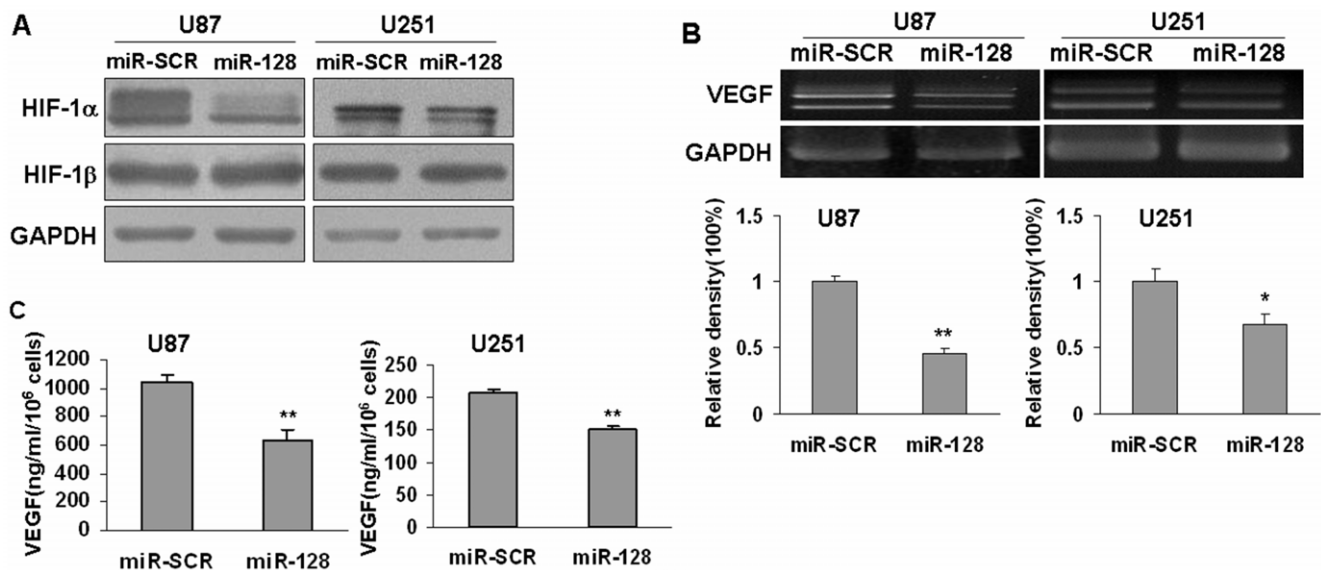 A
U87 U251
miR-SCR miR-128 miR-SCR miR-128
HIF-1α
HIF-1β
GAPDH
B
U87 U251
miR-SCR miR-128 miR-SCR miR-128
VEGF
GAPDH
U87
Relative density(100%)
1.5
1
0.5
0
**
miR-SCR miR-128
U251
Relative density(100%)
1.5
1
0.5
0
*
miR-SCR miR-128
C
U87
VEGF(ng/ml/10⁶ cells)
1200
1000
800
600
400
200
0
**
miR-SCR miR-128
U251
VEGF(ng/ml/10⁶ cells)
250
200
150
100
50
0
**
miR-SCR miR-128